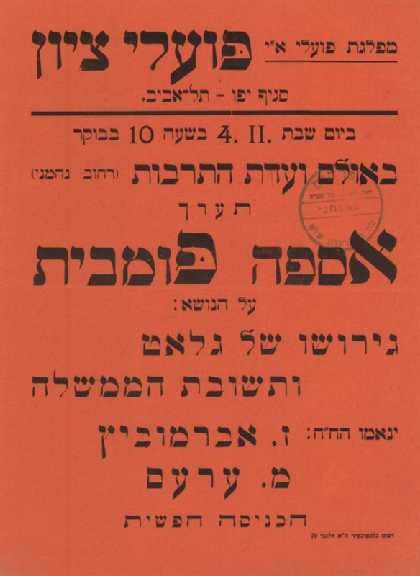 מפלגת פועלי א"י פועלי ציון
סניף יפו - תל-אביב.
ביום שבת 4. II. בשעה 10 בבוקר
באולם ועדת התרבות (רחוב נחמני)
תערך
אספה פומבית
על הנושא:
גירושו של גלאט
ותשובת הממשלה
ינאמו הח"ח: ז. אברמוביץ
מ. ערעם
הכניסה חפשית